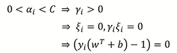 0 < αᵢ < C ⇒ γᵢ > 0
⇒ ξᵢ = 0, γᵢξᵢ = 0
⇒ (yᵢ(wᵀ + b) − 1) = 0